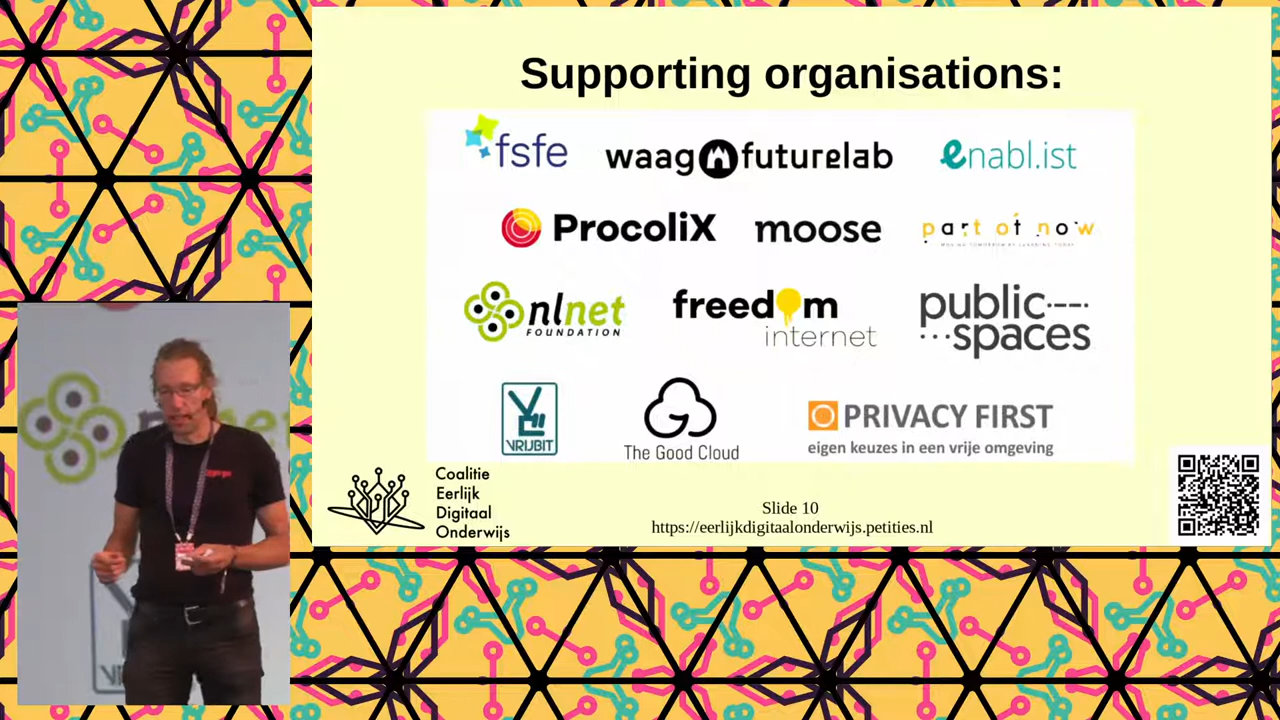 Supporting organisations:
fsfe
waag futurelab
enabl.ist
ProcoliX
moose
part of now
nlnet
FOUNDATION
freedom
internet
public
spaces
VRIJBIT
The Good Cloud
PRIVACY FIRST
eigen keuzes in een vrije omgeving
Coalitie
Eerlijk
Digitaal
Onderwijs
Slide 10
https://eerlijkdigitaalonderwijs.petities.nl